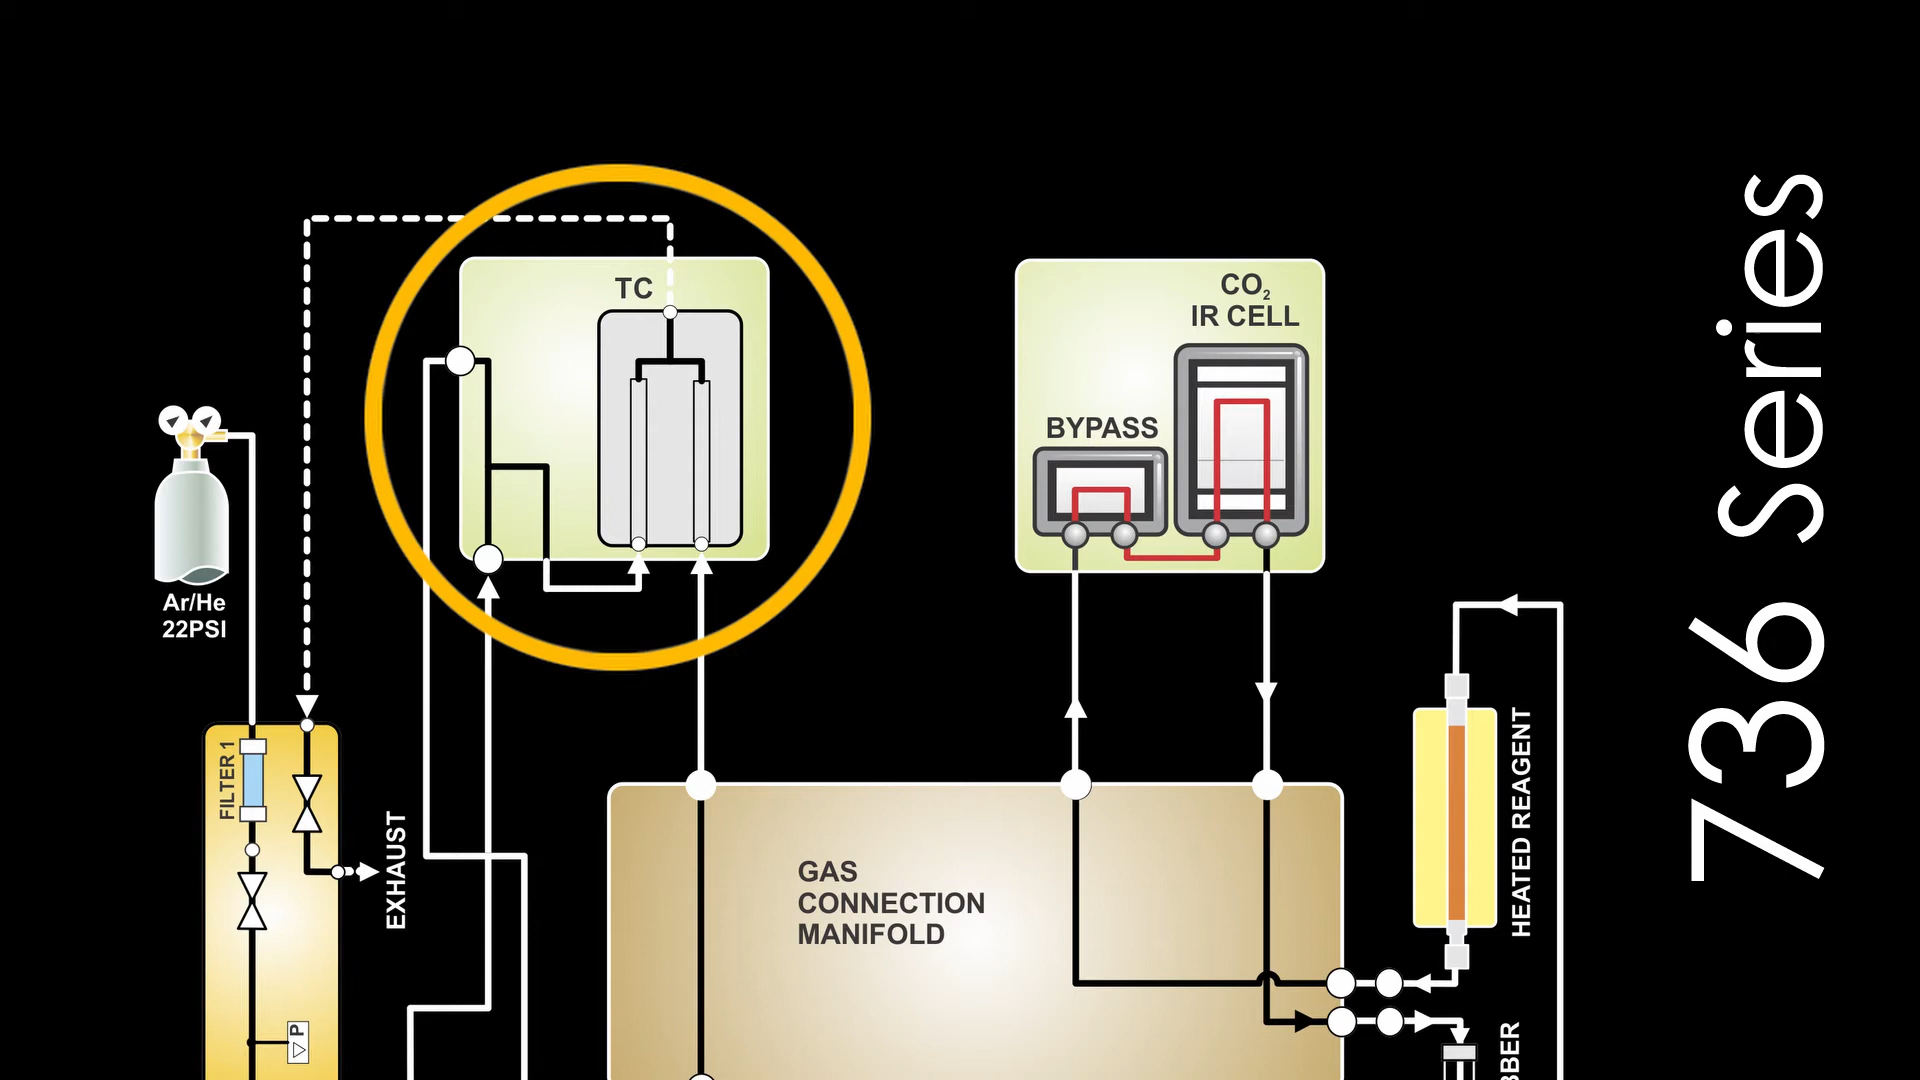 TC
CO2
IR CELL
BYPASS
Ar/He
22PSI
FILTER 1
EXHAUST
P
GAS
CONNECTION
MANIFOLD
HEATED REAGENT
736 Series